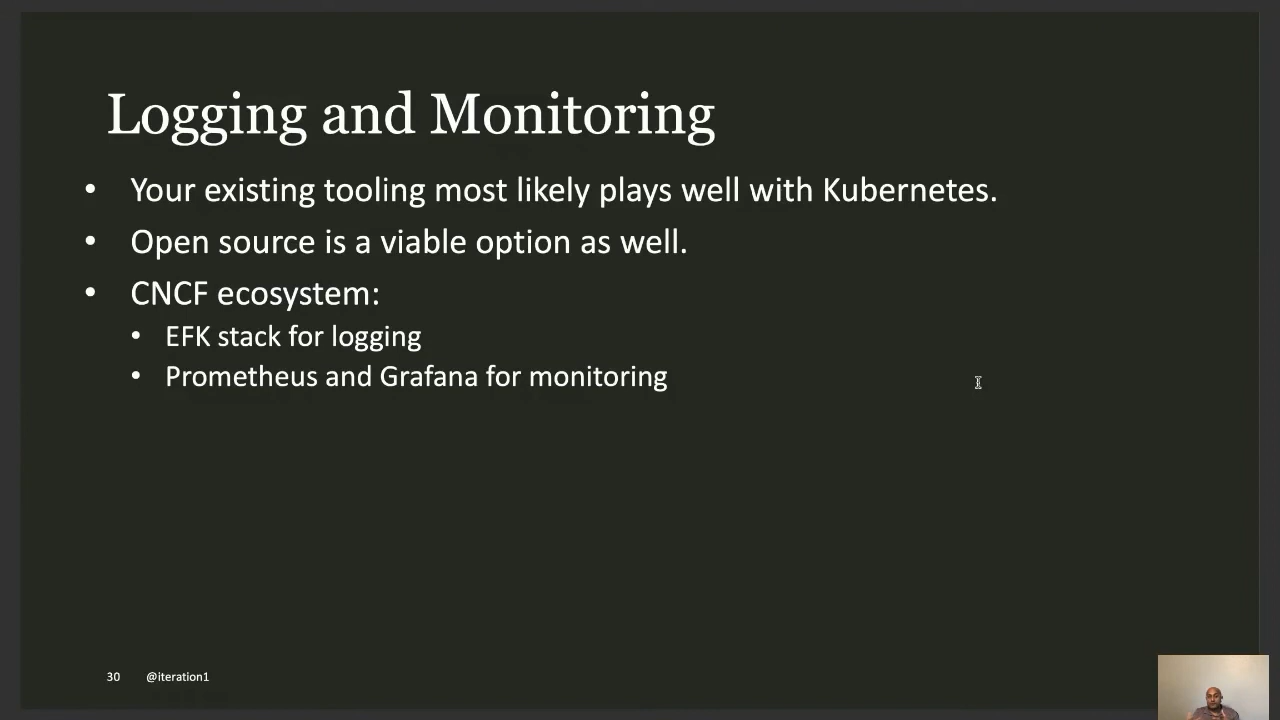 Logging and Monitoring
• Your existing tooling most likely plays well with Kubernetes.
• Open source is a viable option as well.
• CNCF ecosystem:
• EFK stack for logging
• Prometheus and Grafana for monitoring
30 @iteration1